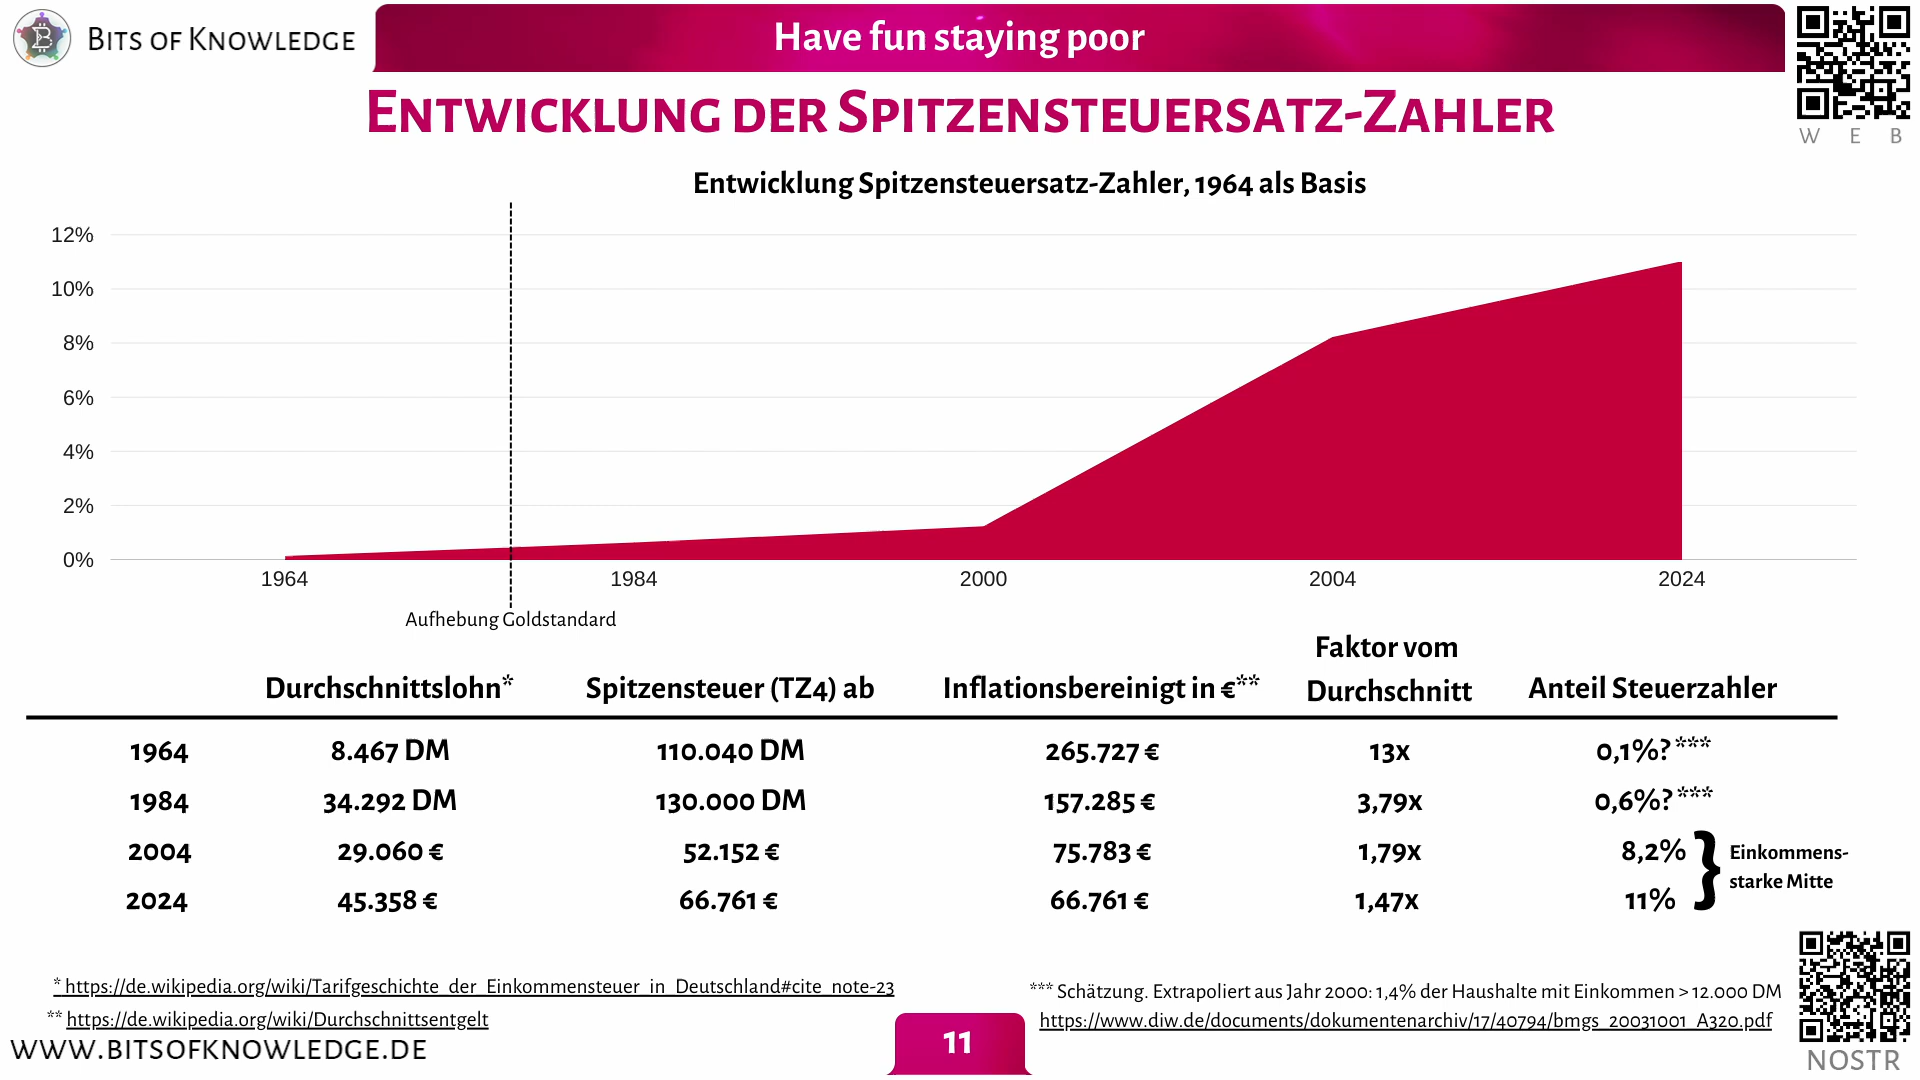 BITS OF KNOWLEDGE
Have fun staying poor
ENTWICKLUNG DER SPITZENSTEUERSATZ-ZAHLER
W E B
Entwicklung Spitzensteuersatz-Zahler, 1964 als Basis
12%
10%
8%
6%
4%
2%
0%
1964 1984 2000 2004 2024
Aufhebung Goldstandard
Durchschnittslohn* Spitzensteuer (TZ4) ab Inflationsbereinigt in €** Faktor vom Durchschnitt Anteil Steuerzahler
1964 8.467 DM 110.040 DM 265.727 € 13x 0,1%? ***
1984 34.292 DM 130.000 DM 157.285 € 3,79x 0,6%? ***
2004 29.060 € 52.152 € 75.783 € 1,79x 8,2%
2024 45.358 € 66.761 € 66.761 € 1,47x 11%
} Einkommens-
starke Mitte
* https://de.wikipedia.org/wiki/Tarifgeschichte_der_Einkommensteuer_in_Deutschland#cite_note-23
** https://de.wikipedia.org/wiki/Durchschnittsentgelt
*** Schätzung. Extrapoliert aus Jahr 2000: 1,4% der Haushalte mit Einkommen > 12.000 DM
https://www.diw.de/documents/dokumentenarchiv/17/40794/bmgs_20031001_A320.pdf
WWW.BITSOFKNOWLEDGE.DE
11
NOSTR